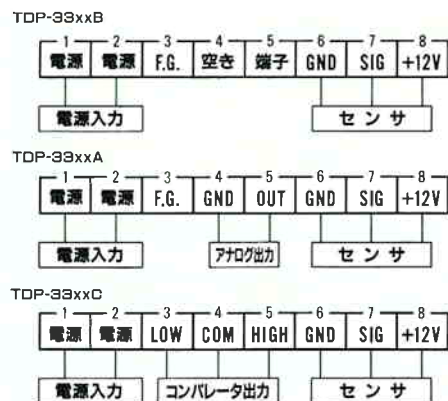 TDP-33xxB
1 2 3 4 5 6 7 8
電源 電源 F.G. 空き 端子 GND SIG +12V
電源入力 センサ
TDP-33xxA
1 2 3 4 5 6 7 8
電源 電源 F.G. GND OUT GND SIG +12V
電源入力 アナログ出力 センサ
TDP-33xxC
1 2 3 4 5 6 7 8
電源 電源 LOW COM HIGH GND SIG +12V
電源入力 コンパレータ出力 センサ